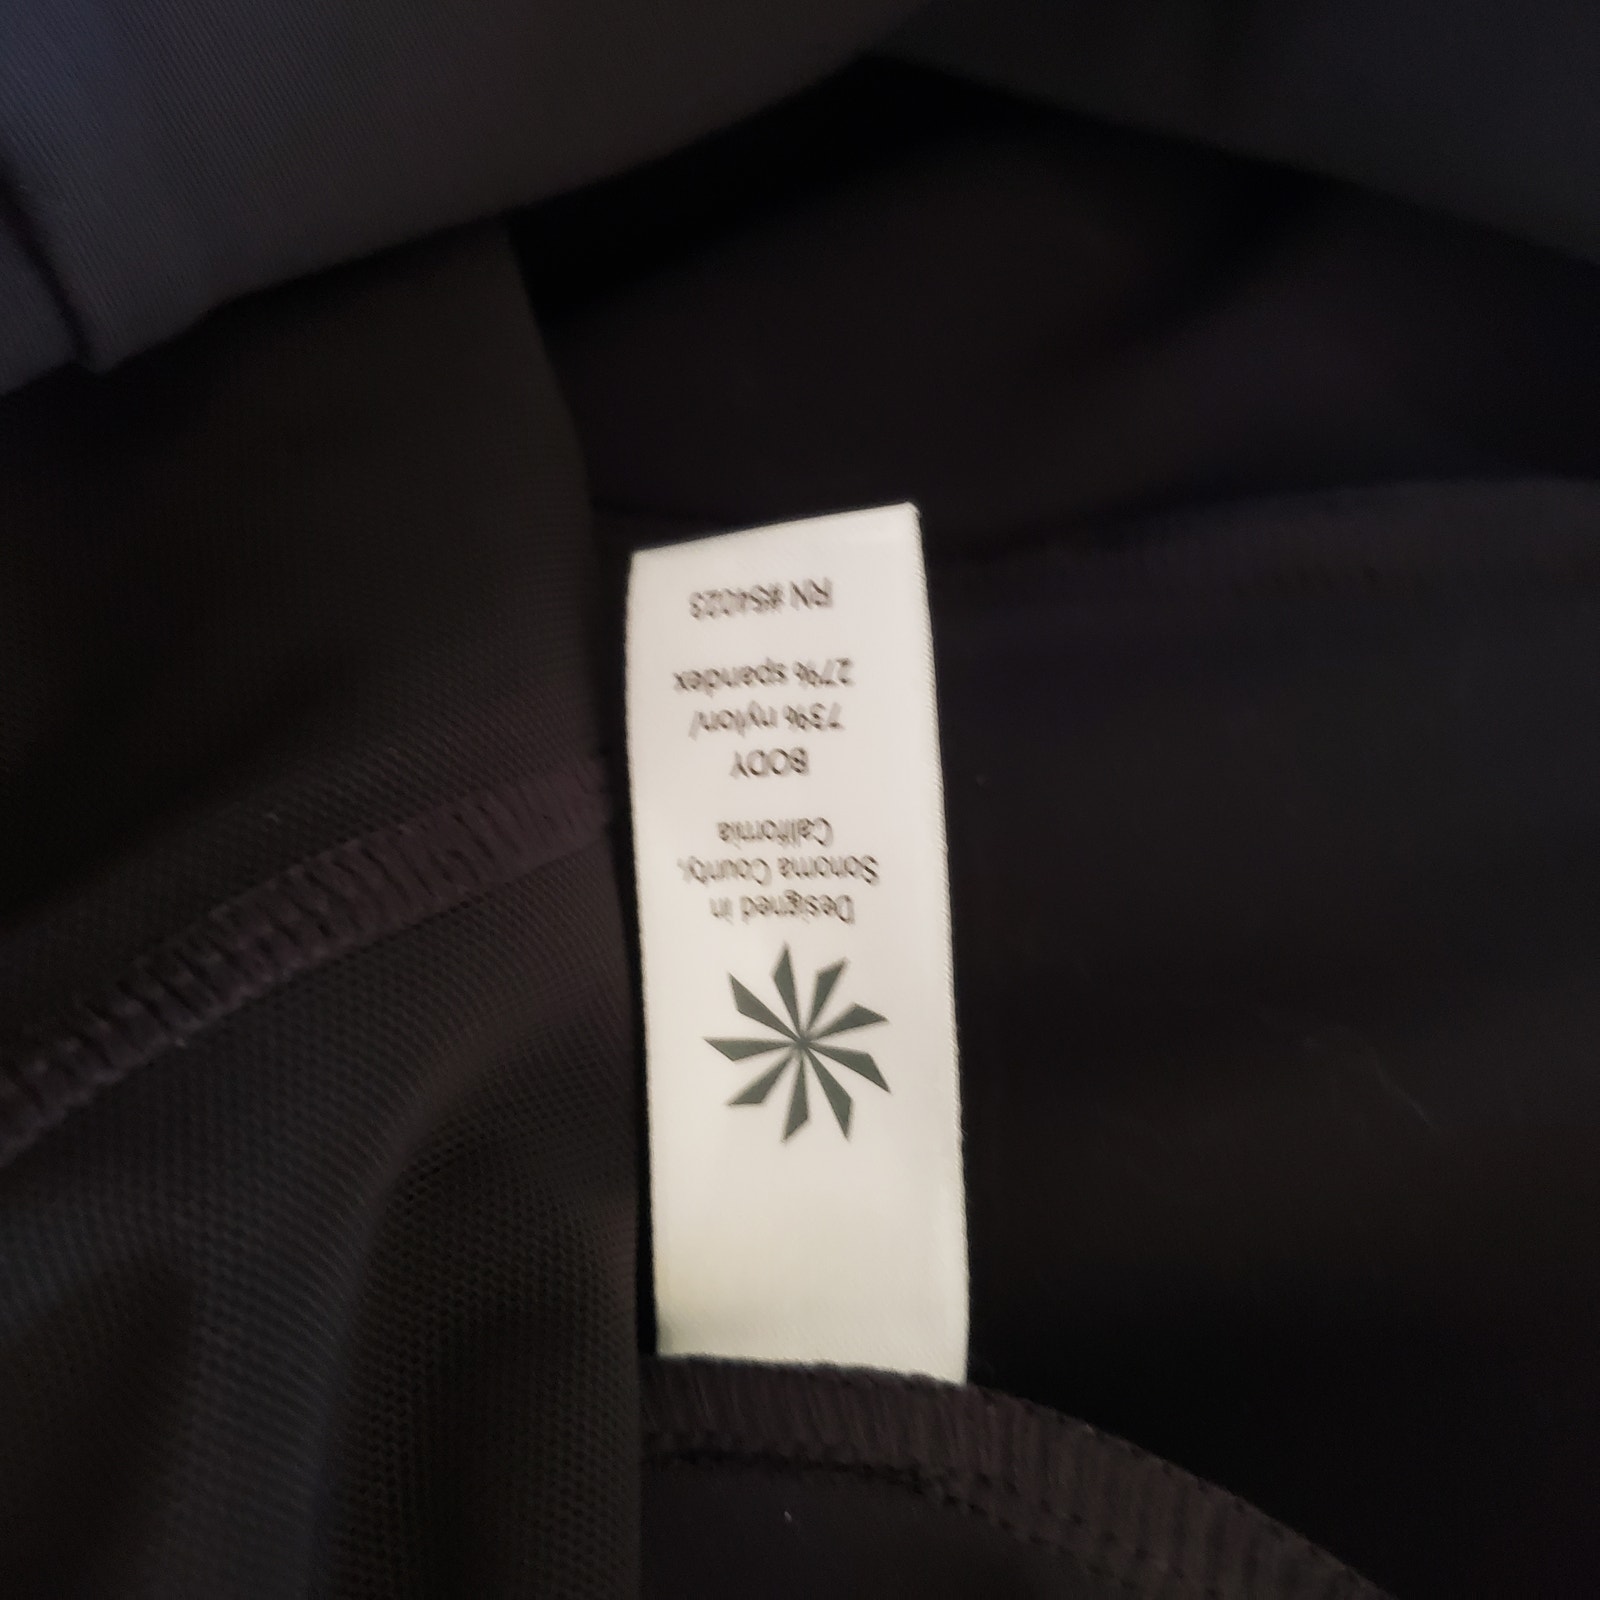 Designed in
Sonoma County,
California
BODY
73% nylon/
27% spandex
RN #54023